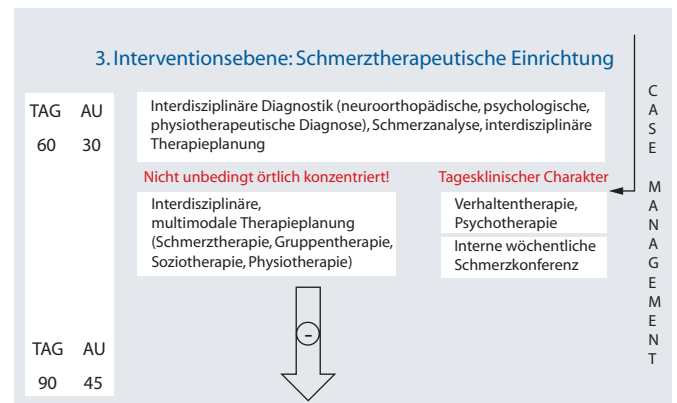 3. Interventionsebene: Schmerztherapeutische Einrichtung
TAG AU
60 30
Interdisziplinäre Diagnostik (neuroorthopädische, psychologische,
physiotherapeutische Diagnose), Schmerzanalyse, interdisziplinäre
Therapieplanung
Nicht unbedingt örtlich konzentriert!
Interdisziplinäre,
multimodale Therapieplanung
(Schmerztherapie, Gruppentherapie,
Soziotherapie, Physiotherapie)
Tagesklinischer Charakter
Verhaltentherapie,
Psychotherapie
Interne wöchentliche
Schmerzkonferenz
-
TAG AU
90 45
CASE MANAGEMENT